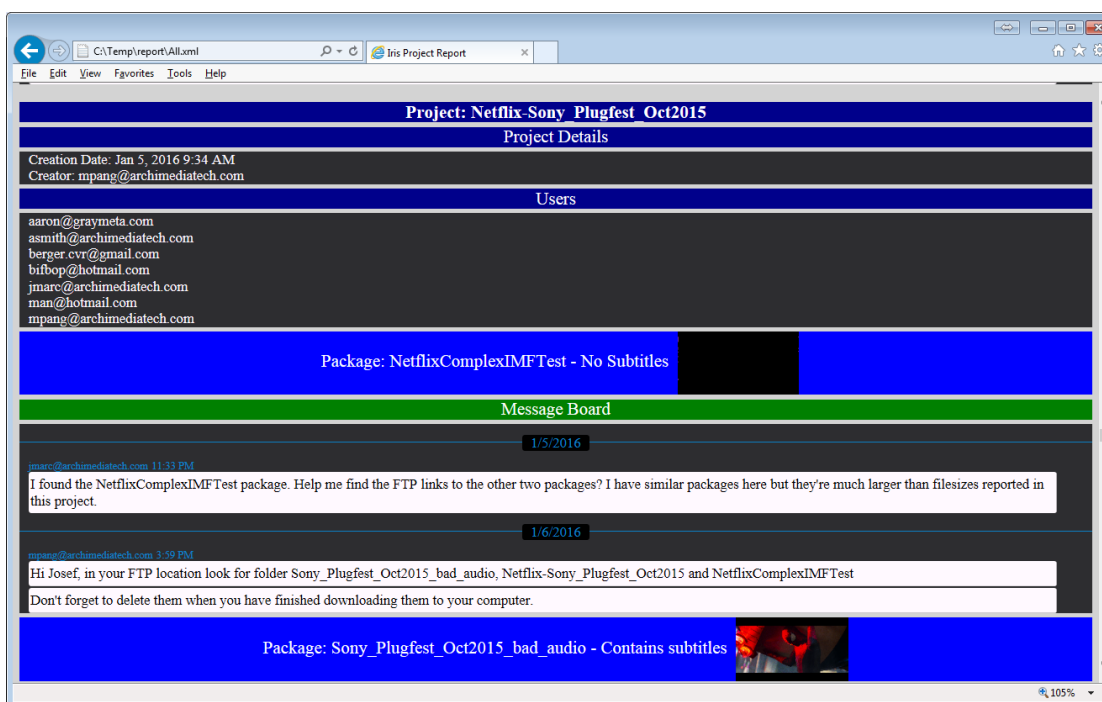 C:\Temp\report\All.xml
Iris Project Report
File Edit View Favorites Tools Help
Project: Netflix-Sony_Plugfest_Oct2015
Project Details
Creation Date: Jan 5, 2016 9:34 AM
Creator: mpang@archimediatech.com
Users
aaron@graymeta.com
asmith@archimediatech.com
berger.cvr@gmail.com
bifbop@hotmail.com
jmarc@archimediatech.com
man@hotmail.com
mpang@archimediatech.com
Package: NetflixComplexIMFTest - No Subtitles
Message Board
1/5/2016
jmarc@archimediatech.com 11:33 PM
I found the NetflixComplexIMFTest package. Help me find the FTP links to the other two packages? I have similar packages here but they're much larger than filesizes reported in
this project.
1/6/2016
mpang@archimediatech.com 3:59 PM
Hi Josef, in your FTP location look for folder Sony_Plugfest_Oct2015_bad_audio, Netflix-Sony_Plugfest_Oct2015 and NetflixComplexIMFTest
Don't forget to delete them when you have finished downloading them to your computer.
Package: Sony_Plugfest_Oct2015_bad_audio - Contains subtitles
105%